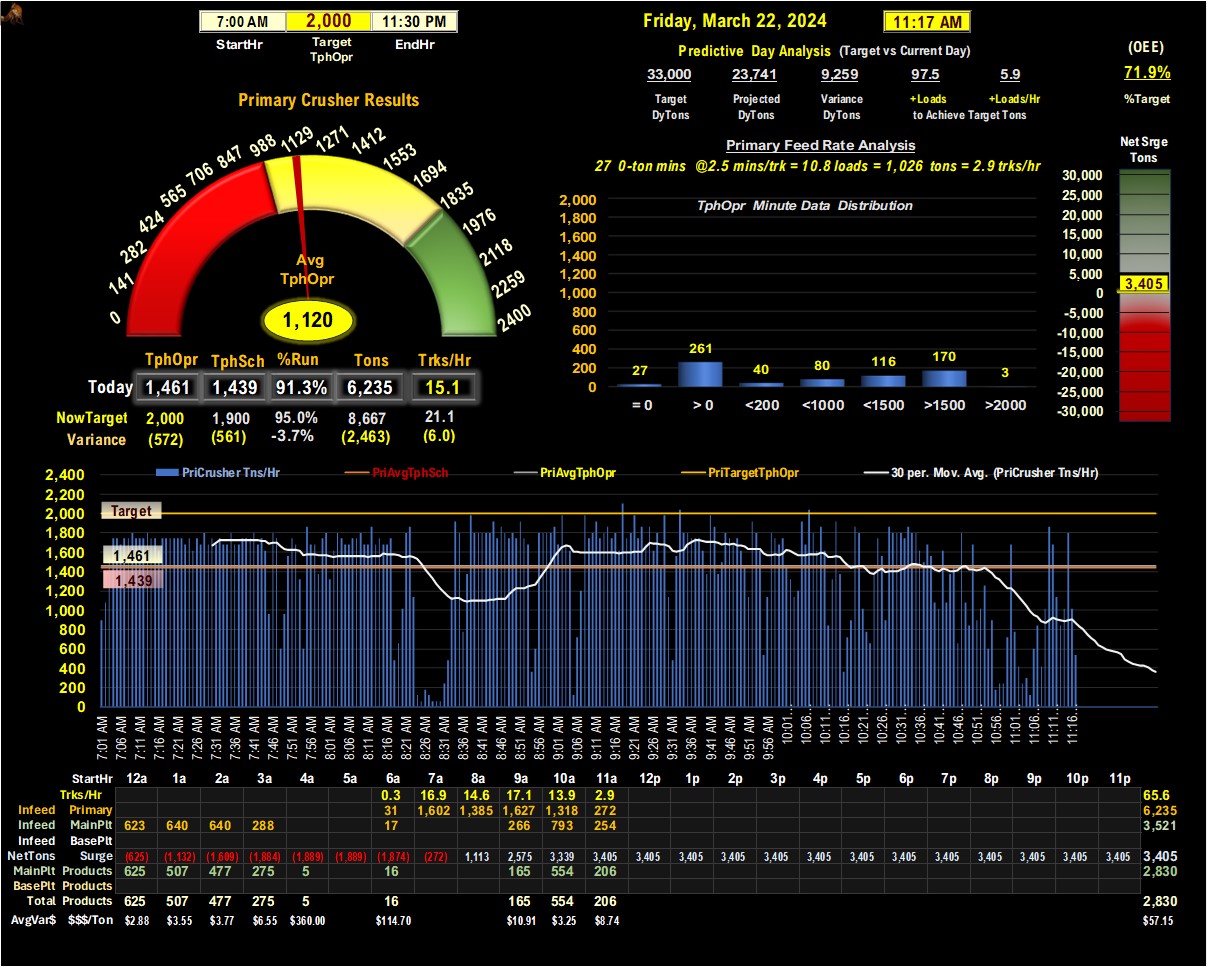 7:00 AM 2,000 11:30 PM
StartHr Target TphOpr EndHr
Friday, March 22, 2024 11:17 AM
Predictive Day Analysis (Target vs Current Day)
33,000 23,741 9,259 97.5 5.9
Target DyTons Projected DyTons Variance DyTons +Loads +Loads/Hr
to Achieve Target Tons
(OEE)
71.9%
%Target
Primary Crusher Results
0 141 282 424 565 706 847 988 1129 1271 1412 1553 1694 1835 1976 2118 2259 2400
Avg
TphOpr
1,120
TphOpr TphSch %Run Tons Trks/Hr
Today 1,461 1,439 91.3% 6,235 15.1
NowTarget 2,000 1,900 95.0% 8,667 21.1
Variance (572) (561) -3.7% (2,463) (6.0)
Primary Feed Rate Analysis
27 0-ton mins @2.5 mins/trk = 10.8 loads = 1,026 tons = 2.9 trks/hr
TphOpr Minute Data Distribution
2,000
1,800
1,600
1,400
1,200
1,000
800
600
400
200
0
27 261 40 80 116 170 3
= 0 > 0 <200 <1000 <1500 >1500 >2000
Net Srge
Tons
30,000
25,000
20,000
15,000
10,000
5,000
0
-5,000
-10,000
-15,000
-20,000
-25,000
-30,000
3,405
PriCrusher Tns/Hr PriAvgTphSch PriAvgTphOpr PriTargetTphOpr 30 per. Mov. Avg. (PriCrusher Tns/Hr)
2,400
2,200
2,000
1,800
1,600
1,400
1,200
1,000
800
600
400
200
0
Target
1,461
1,439
7:01 AM 7:06 AM 7:11 AM 7:16 AM 7:21 AM 7:26 AM 7:31 AM 7:36 AM 7:41 AM 7:46 AM 7:51 AM 7:56 AM 8:01 AM 8:06 AM 8:11 AM 8:16 AM 8:21 AM 8:26 AM 8:31 AM 8:36 AM 8:41 AM 8:46 AM 8:51 AM 8:56 AM 9:01 AM 9:06 AM 9:11 AM 9:16 AM 9:21 AM 9:26 AM 9:31 AM 9:36 AM 9:41 AM 9:46 AM 9:51 AM 9:56 AM 10:01... 10:06... 10:11... 10:16... 10:21... 10:26... 10:31... 10:36... 10:41... 10:46... 10:51... 10:56... 11:01... 11:06... 11:11... 11:16...
StartHr 12a 1a 2a 3a 4a 5a 6a 7a 8a 9a 10a 11a 12p 1p 2p 3p 4p 5p 6p 7p 8p 9p 10p 11p
Trks/Hr 0.3 16.9 14.6 17.1 13.9 2.9 65.6
Infeed Primary 31 1,602 1,385 1,627 1,318 272 6,235
Infeed MainPlt 623 640 640 288 17 266 793 254 3,521
Infeed BasePlt
NetTons Surge (625) (1,132) (1,609) (1,884) (1,889) (1,889) (1,874) (272) 1,113 2,575 3,339 3,405 3,405 3,405 3,405 3,405 3,405 3,405 3,405 3,405 3,405 3,405 3,405 3,405 3,405
MainPlt Products 625 507 477 275 5 16 165 554 206 2,830
BasePlt Products
Total Products 625 507 477 275 5 16 165 554 206 2,830
AvgVar$ $$$/Ton $2.88 $3.55 $3.77 $6.55 $360.00 $114.70 $10.91 $3.25 $8.74 $57.15